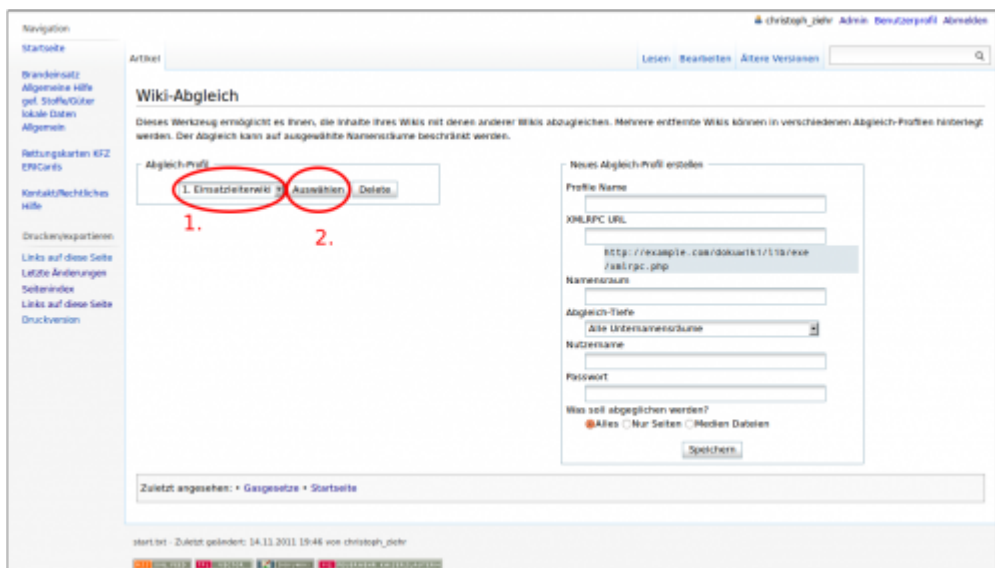 Navigation
Startseite
Brandeinsatz
Allgemeine Hilfe
gef. Stoffe/Güter
lokale Daten
Allgemein
Rettungskarten KFZ
ERICards
Kontakt/Rechtliches
Hilfe
Drucken/exportieren
Links auf diese Seite
Letzte Änderungen
Seitenindex
Links auf diese Seite
Druckversion
christoph_ziehr Admin Benutzerprofil Abmelden
Artikel
Lesen Bearbeiten Ältere Versionen
Wiki-Abgleich
Dieses Werkzeug ermöglicht es Ihnen, die Inhalte Ihres Wikis mit denen anderer Wikis abzugleichen. Mehrere entfernte Wikis können in verschiedenen Abgleich-Profilen hinterlegt
werden. Der Abgleich kann auf ausgewählte Namensräume beschränkt werden.
Abgleich-Profil
1. Einsatzleiterwiki Auswählen Delete
1. 2.
Neues Abgleich-Profil erstellen
Profile Name
XMLRPC URL
http://example.com/dokuwiki/lib/exe
/xmlrpc.php
Namensraum
Abgleich-Tiefe
Alle Unternamensräume
Nutzername
Passwort
Was soll abgeglichen werden?
Alles Nur Seiten Medien Dateien
Speichern
Zuletzt angesehen: • Gasgesetze • Startseite
start.txt · Zuletzt geändert: 14.11.2011 19:46 von christoph_ziehr